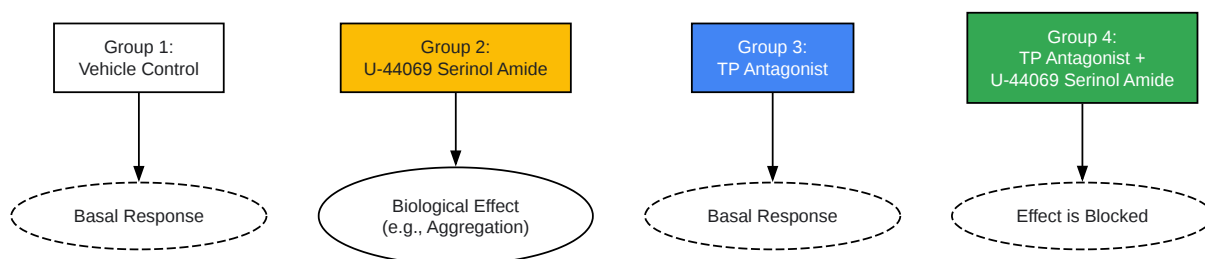 Group 1:
Vehicle Control
Group 2:
U-44069 Serinol Amide
Group 3:
TP Antagonist
Group 4:
TP Antagonist +
U-44069 Serinol Amide
Basal Response
Biological Effect
(e.g., Aggregation)
Basal Response
Effect is Blocked